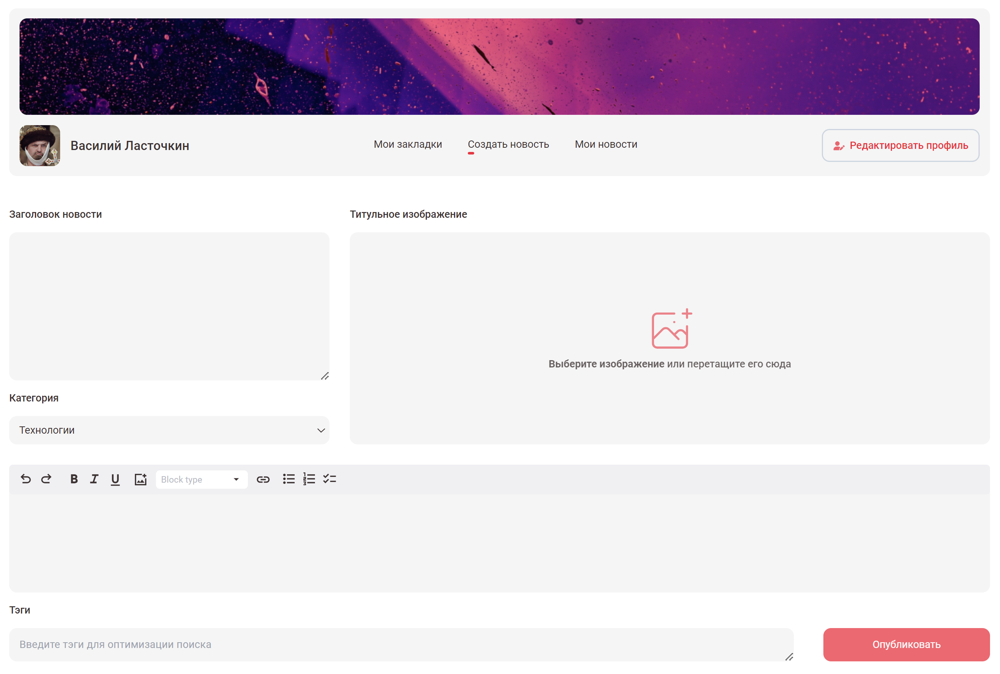 Василий Ласточкин
Мои закладки
Создать новость
Мои новости
Редактировать профиль
Заголовок новости
Титульное изображение
Выберите изображение или перетащите его сюда
Категория
Технологии
Block type
Тэги
Введите тэги для оптимизации поиска
Опубликовать